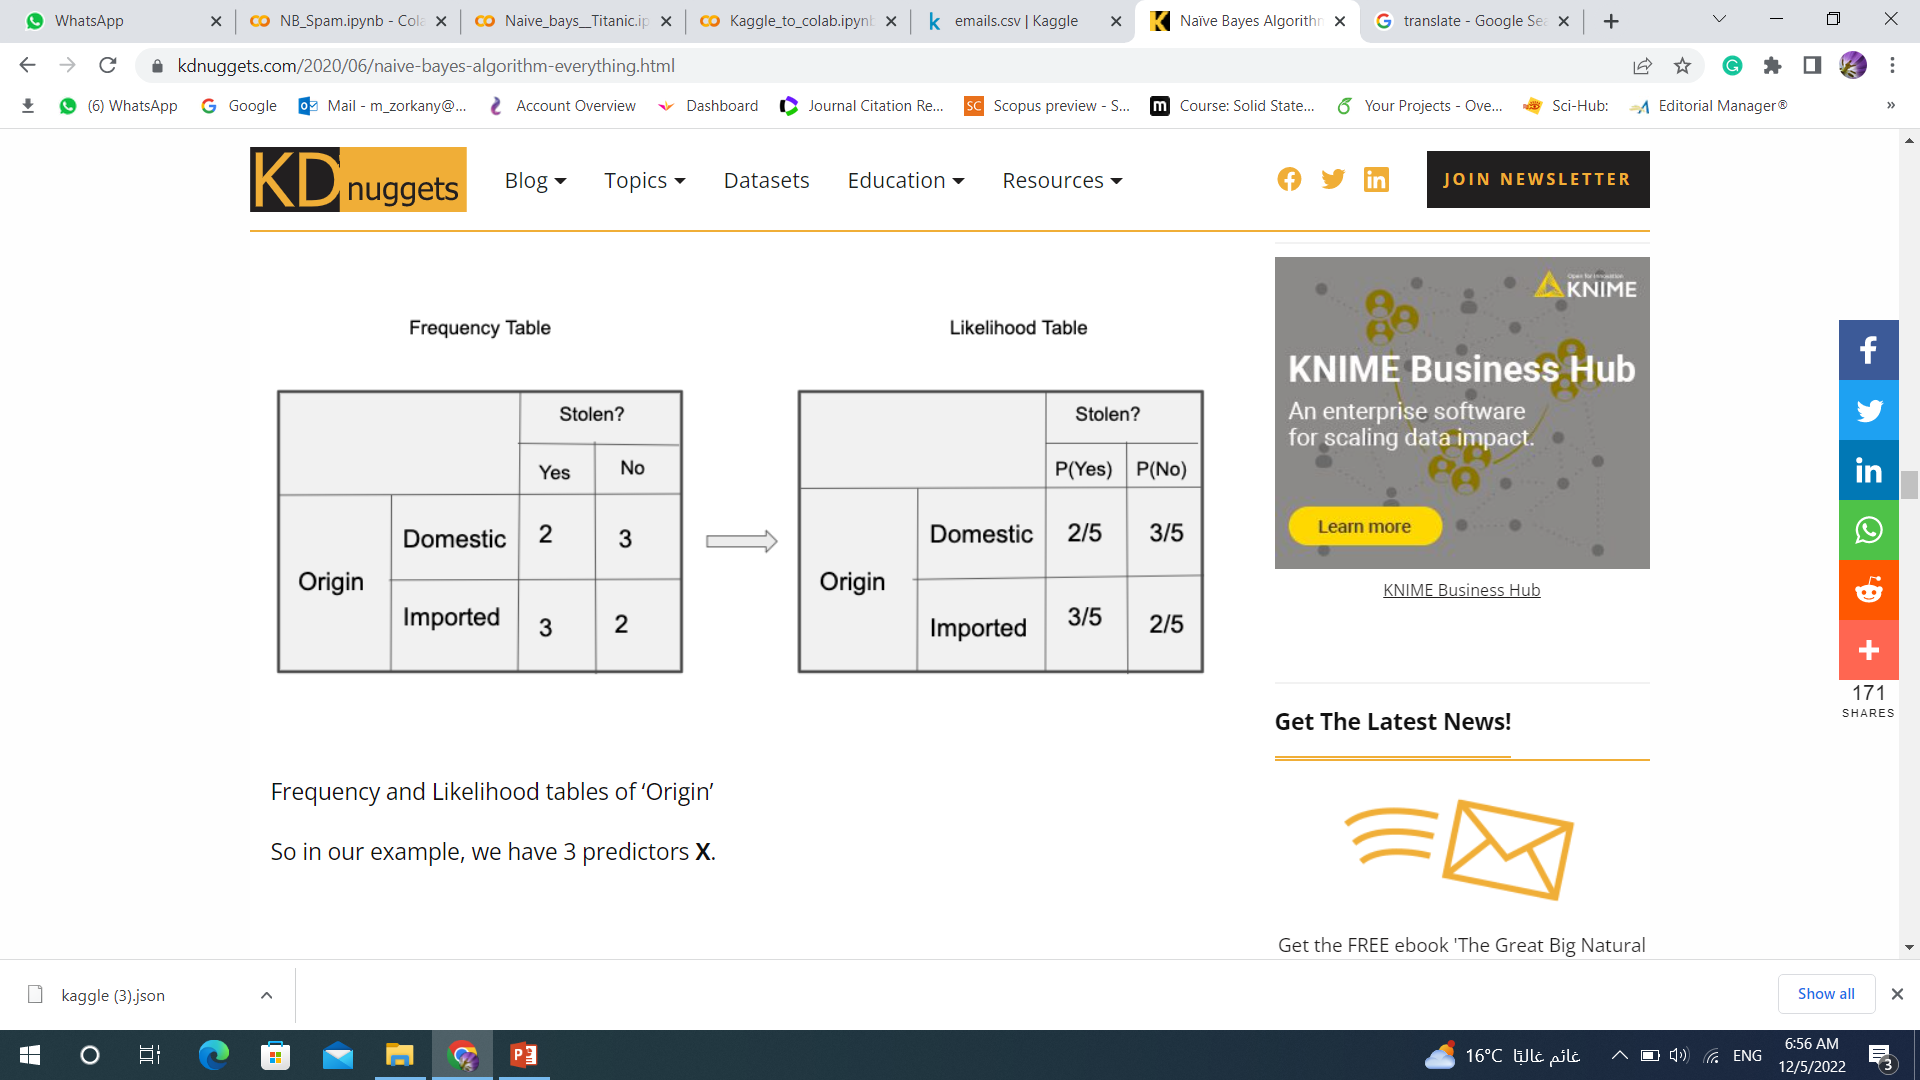 WhatsApp
NB_Spam.ipynb - Cola
Naive_bays__Titanic.ip
Kaggle_to_colab.ipynb
emails.csv | Kaggle
Naïve Bayes Algorithm
translate - Google Sea
kdnuggets.com/2020/06/naive-bayes-algorithm-everything.html
(6) WhatsApp
Google
Mail - m_zorkany@...
Account Overview
Dashboard
Journal Citation Re...
SC
Scopus preview - S...
Course: Solid State...
Your Projects - Ove...
Sci-Hub:
Editorial Manager®
»
KDnuggets
Blog
Topics
Datasets
Education
Resources
JOIN NEWSLETTER
Frequency Table
Stolen?
Yes
No
Origin
Domestic
2
3
Imported
3
2
Likelihood Table
Stolen?
P(Yes)
P(No)
Origin
Domestic
2/5
3/5
Imported
3/5
2/5
Frequency and Likelihood tables of ‘Origin’
So in our example, we have 3 predictors X.
Open for Innovation
KNIME
KNIME Business Hub
An enterprise software
for scaling data impact.
Learn more
KNIME Business Hub
Get The Latest News!
Get the FREE ebook 'The Great Big Natural
171
SHARES
kaggle (3).json
Show all
16°C غائم غالبًا
ENG
6:56 AM
12/5/2022
3